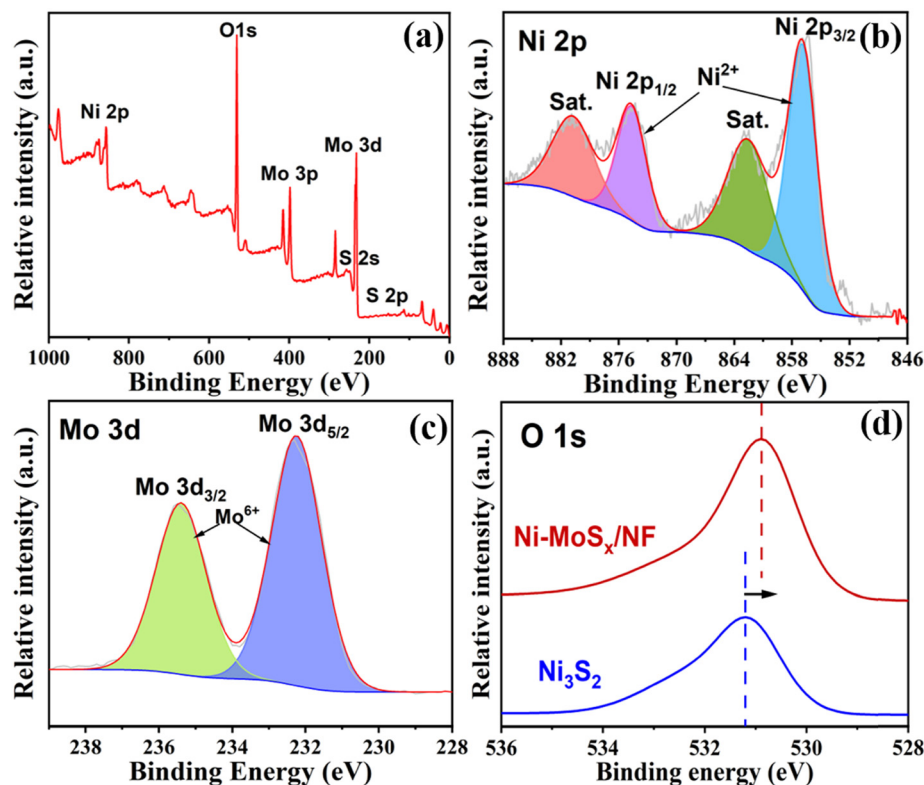 (a)
O1s
Ni 2p
Mo 3p
Mo 3d
S 2s
S 2p
Relative intensity (a.u.)
1000 800 600 400 200 0
Binding Energy (eV)
(b)
Ni 2p
Ni 2p3/2
Ni 2p1/2
Ni2+
Sat.
Sat.
Relative intensity (a.u.)
888 882 876 870 864 858 852 846
Binding Energy (eV)
(c)
Mo 3d
Mo 3d5/2
Mo 3d3/2
Mo6+
Relative intensity (a.u.)
238 236 234 232 230 228
Binding Energy (eV)
(d)
O 1s
Ni-MoSx/NF
Ni3S2
Relative intensity (a.u.)
536 534 532 530 528
Binding energy (eV)